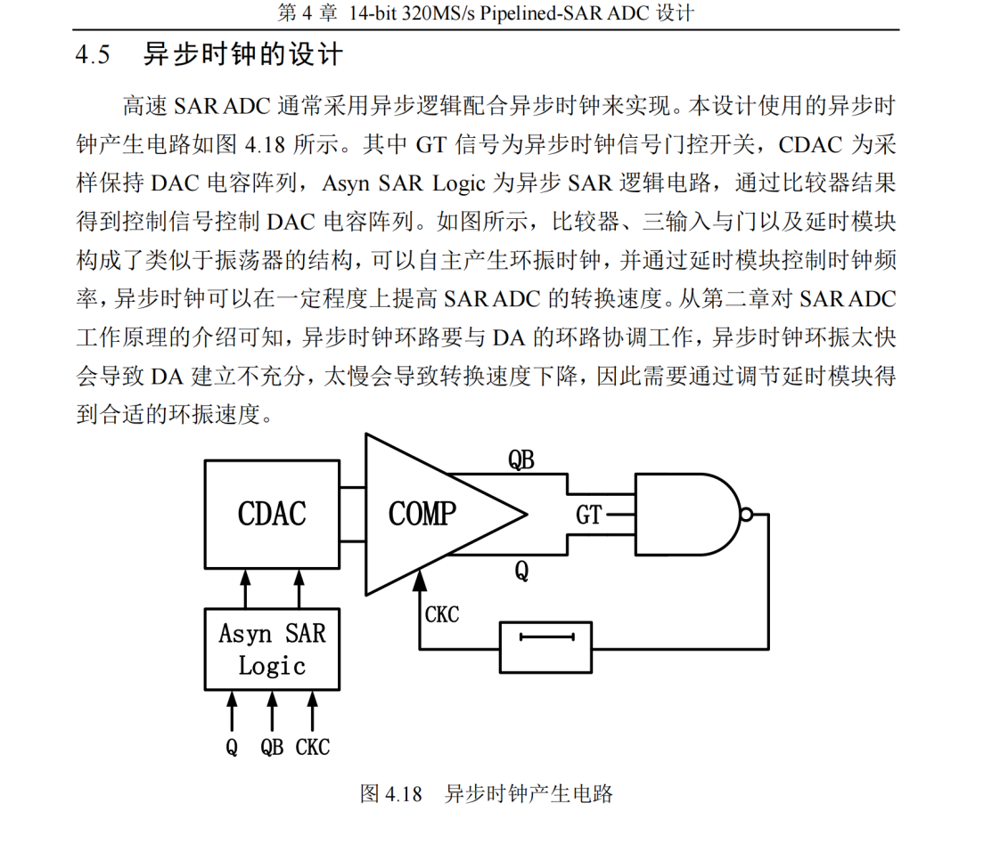 第 4 章 14-bit 320MS/s Pipelined-SAR ADC 设计
4.5 异步时钟的设计
高速 SAR ADC 通常采用异步逻辑配合异步时钟来实现。本设计使用的异步时
钟产生电路如图 4.18 所示。其中 GT 信号为异步时钟信号门控开关，CDAC 为采
样保持 DAC 电容阵列，Asyn SAR Logic 为异步 SAR 逻辑电路，通过比较器结果
得到控制信号控制 DAC 电容阵列。如图所示，比较器、三输入与门以及延时模块
构成了类似于振荡器的结构，可以自主产生环振时钟，并通过延时模块控制时钟频
率，异步时钟可以在一定程度上提高 SAR ADC 的转换速度。从第二章对 SAR ADC
工作原理的介绍可知，异步时钟环路要与 DA 的环路协调工作，异步时钟环振太快
会导致 DA 建立不充分，太慢会导致转换速度下降，因此需要通过调节延时模块得
到合适的环振速度。
QB
CDAC
COMP
GT
Q
CKC
Asyn SAR
Logic
Q QB CKC
图 4.18 异步时钟产生电路